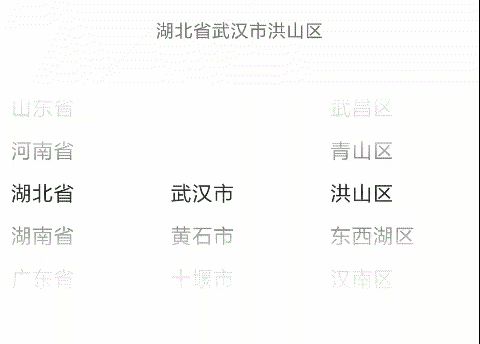 湖北省武汉市洪山区
山东省 武昌区
河南省 青山区
湖北省 武汉市 洪山区
湖南省 黄石市 东西湖区
广东省 十堰市 汉南区